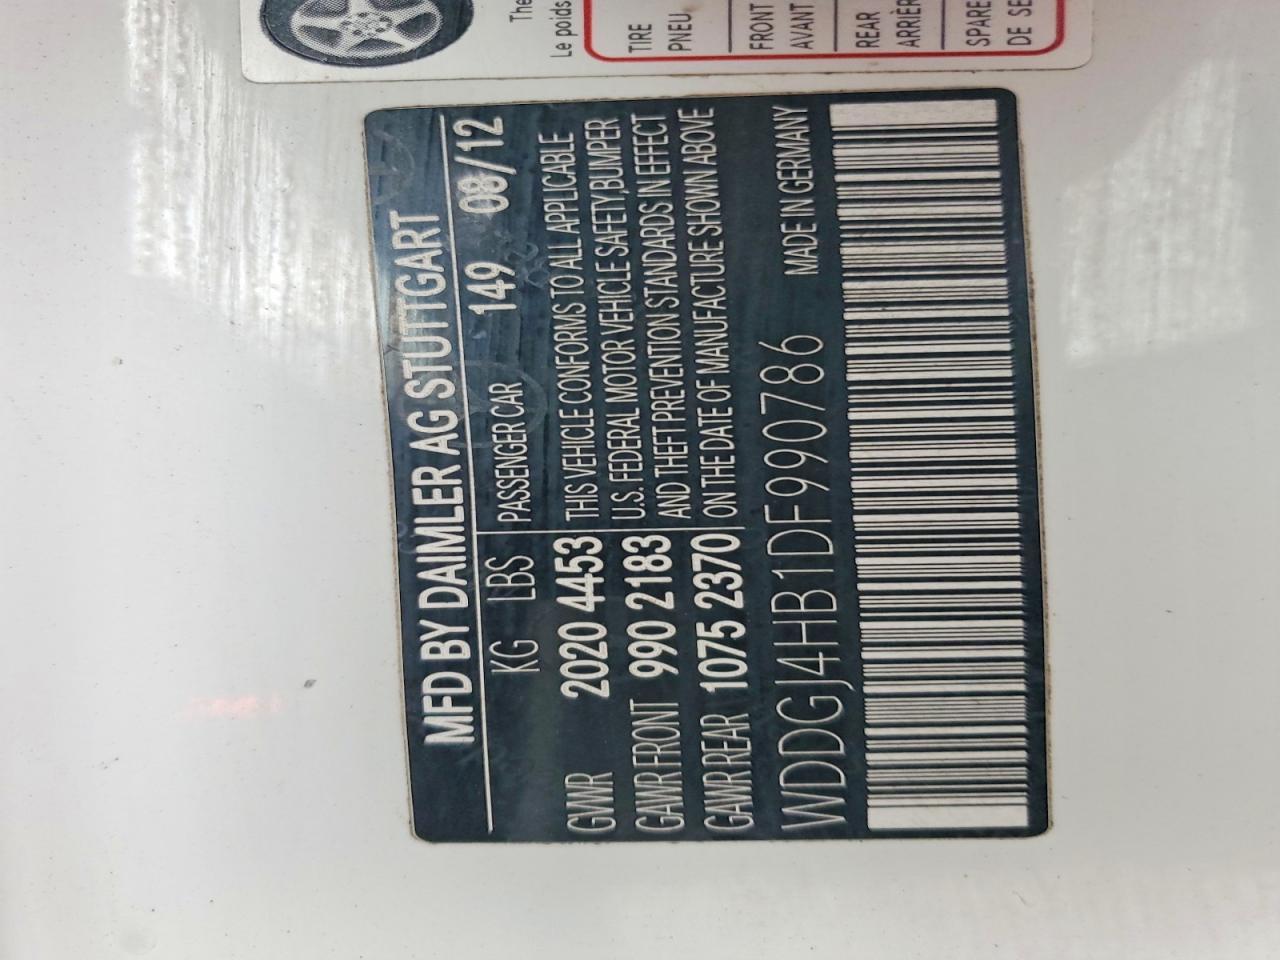 MFD BY DAIMLER AG STUTTGART
KG LBS PASSENGER CAR 149 08/12
GVWR 2020 4453
GAWR FRONT 990 2183
GAWR REAR 1075 2370
THIS VEHICLE CONFORMS TO ALL APPLICABLE
U.S. FEDERAL MOTOR VEHICLE SAFETY,BUMPER
AND THEFT PREVENTION STANDARDS IN EFFECT
ON THE DATE OF MANUFACTURE SHOWN ABOVE
WDDGJ4HB1DF990786 MADE IN GERMANY
The
Le poids
TIRE
PNEU
FRONT
AVANT
REAR
ARRIÈR
SPARE
DE SE